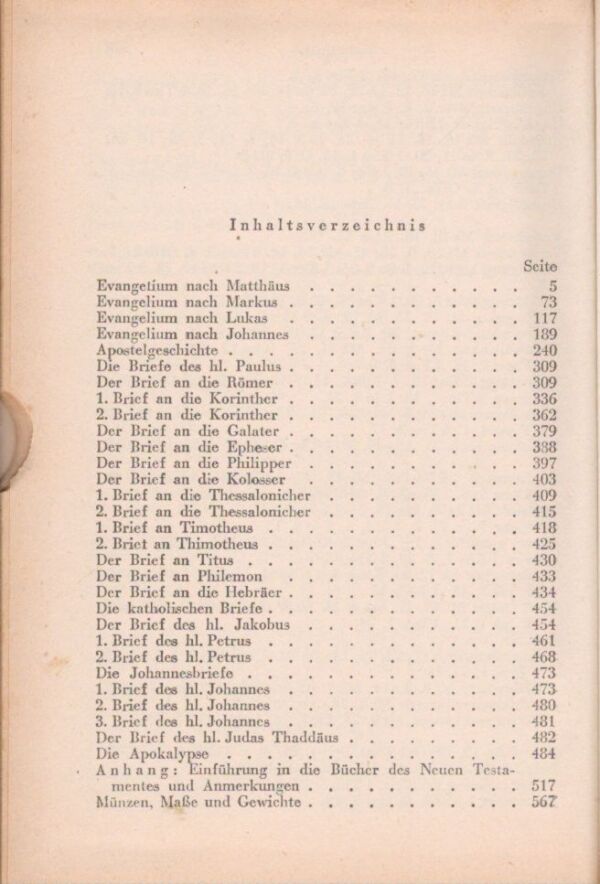 Inhaltsverzeichnis
Seite
Evangelium nach Matthäus . . . . . . . . . . . 5
Evangelium nach Markus . . . . . . . . . . . . 73
Evangelium nach Lukas . . . . . . . . . . . 117
Evangelium nach Johannes . . . . . . . . . . . 189
Apostelgeschichte . . . . . . . . . . . . . . 240
Die Briefe des hl. Paulus . . . . . . . . . . . . 309
Der Brief an die Römer . . . . . . . . . . . . 309
1. Brief an die Korinther . . . . . . . . . . . . 336
2. Brief an die Korinther . . . . . . . . . . . . 362
Der Brief an die Galater . . . . . . . . . . . . 379
Der Brief an die Epheser . . . . . . . . . . . . 388
Der Brief an die Philipper . . . . . . . . . . . 397
Der Brief an die Kolosser . . . . . . . . . . . 403
1. Brief an die Thessalonicher . . . . . . . . . . 409
2. Brief an die Thessalonicher . . . . . . . . . . 415
1. Brief an Timotheus . . . . . . . . . . . . . 418
2. Briet an Thimotheus . . . . . . . . . . . . . 425
Der Brief an Titus . . . . . . . . . . . . . . 430
Der Brief an Philemon . . . . . . . . . . . . 433
Der Brief an die Hebräer . . . . . . . . . . . . 434
Die katholischen Briefe . . . . . . . . . . . . . 454
Der Brief des hl. Jakobus . . . . . . . . . . . 454
1. Brief des hl. Petrus . . . . . . . . . . . . . 461
2. Brief des hl. Petrus . . . . . . . . . . . . . 468
Die Johannesbriefe . . . . . . . . . . . . . . 473
1. Brief des hl. Johannes . . . . . . . . . . . . 473
2. Brief des hl. Johannes . . . . . . . . . . . . 480
3. Brief des hl. Johannes . . . . . . . . . . . . 481
Der Brief des hl. Judas Thaddäus . . . . . . . . . 482
Die Apokalypse . . . . . . . . . . . . . . . 484
Anhang: Einführung in die Bücher des Neuen Testa-
mentes und Anmerkungen . . . . . . . . . . . 517
Münzen, Maße und Gewichte . . . . . . . . . . . 567